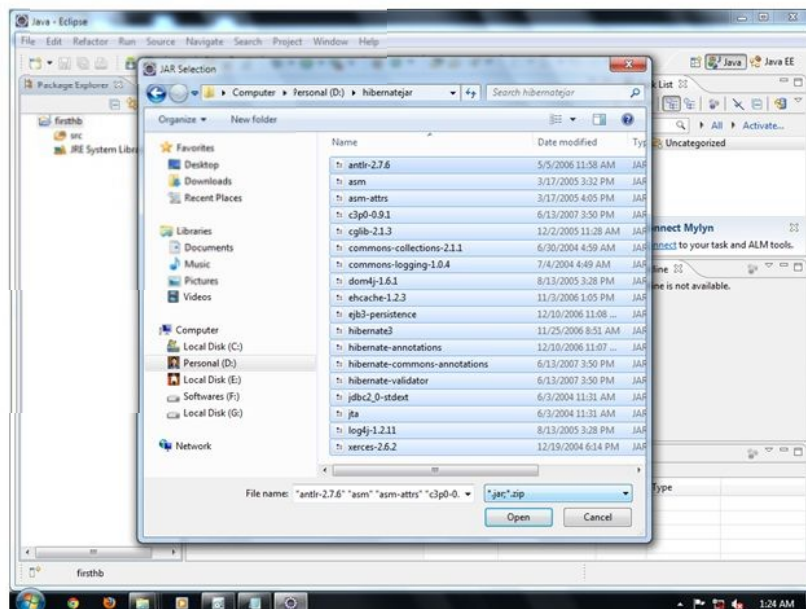 Java - Eclipse
File Edit Refactor Run Source Navigate Search Project Window Help
Java Java EE
Package Explorer
firsthb
src
JRE System Libra
JAR Selection
Computer Personal (D:) hibernatejar
Search hibernatejar
Organize New folder
Favorites
Desktop
Downloads
Recent Places
Libraries
Documents
Music
Pictures
Videos
Computer
Local Disk (C:)
Personal (D:)
Local Disk (E:)
Softwares (F:)
Local Disk (G:)
Network
Name Date modified Typ
antlr-2.7.6 5/5/2006 11:58 AM JAR
asm 3/17/2005 3:32 PM JAR
asm-attrs 3/17/2005 4:05 PM JAR
c3p0-0.9.1 6/13/2007 3:50 PM JAR
cglib-2.1.3 12/2/2005 11:28 AM JAR
commons-collections-2.1.1 6/30/2004 4:59 AM JAR
commons-logging-1.0.4 7/4/2004 4:49 AM JAR
dom4j-1.6.1 8/13/2005 3:28 PM JAR
ehcache-1.2.3 11/3/2006 1:05 PM JAR
ejb3-persistence 12/10/2006 11:08 ... JAR
hibernate3 11/25/2006 8:51 AM JAR
hibernate-annotations 12/10/2006 11:07 ... JAR
hibernate-commons-annotations 6/13/2007 3:50 PM JAR
hibernate-validator 6/13/2007 3:50 PM JAR
jdbc2_0-stdext 6/3/2004 11:31 AM JAR
jta 6/3/2004 11:31 AM JAR
log4j-1.2.11 8/13/2005 3:28 PM JAR
xerces-2.6.2 12/19/2004 6:14 PM JAR
File name: "antlr-2.7.6" "asm" "asm-attrs" "c3p0-0. *.jar;*.zip
Open Cancel
k List
All Activate...
Uncategorized
nnect Mylyn
nnect to your task and ALM tools.
line
ine is not available.
Type
firsthb
1:24 AM